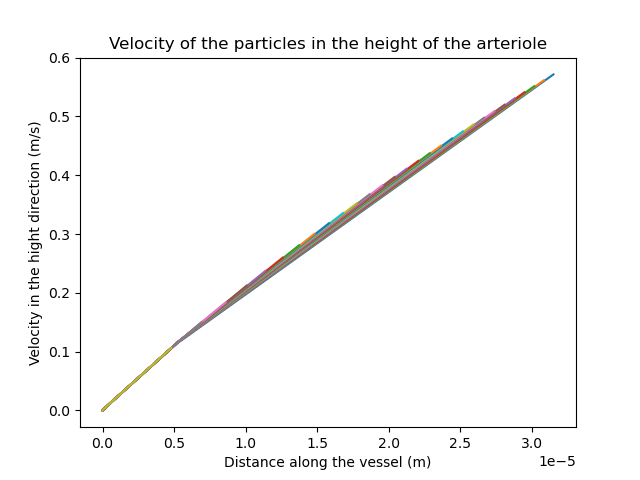 Velocity of the particles in the height of the arteriole
Velocity in the hight direction (m/s)
0.6
0.5
0.4
0.3
0.2
0.1
0.0
0.0 0.5 1.0 1.5 2.0 2.5 3.0
1e−5
Distance along the vessel (m)